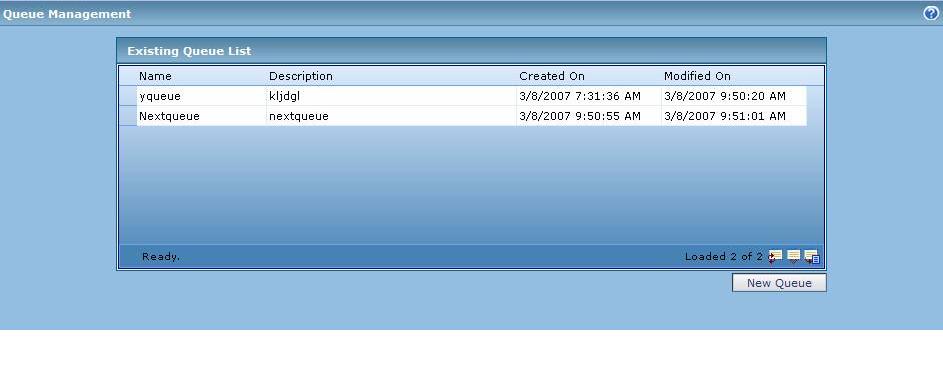 Queue Management ?
Existing Queue List
Name Description Created On Modified On
yqueue kljdgl 3/8/2007 7:31:36 AM 3/8/2007 9:50:20 AM
Nextqueue nextqueue 3/8/2007 9:50:55 AM 3/8/2007 9:51:01 AM
Ready. Loaded 2 of 2
New Queue